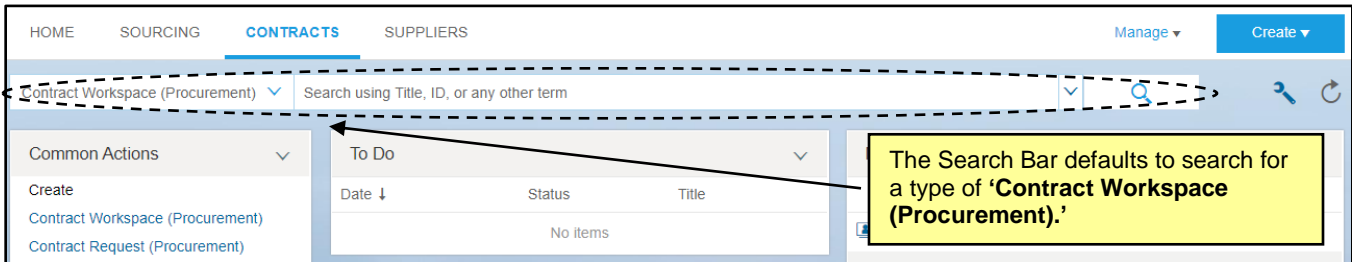 HOME SOURCING CONTRACTS SUPPLIERS Manage Create
Contract Workspace (Procurement) Search using Title, ID, or any other term
Common Actions
Create
Contract Workspace (Procurement)
Contract Request (Procurement)
To Do
Date ↓ Status Title
No items
The Search Bar defaults to search for
a type of ‘Contract Workspace
(Procurement).’